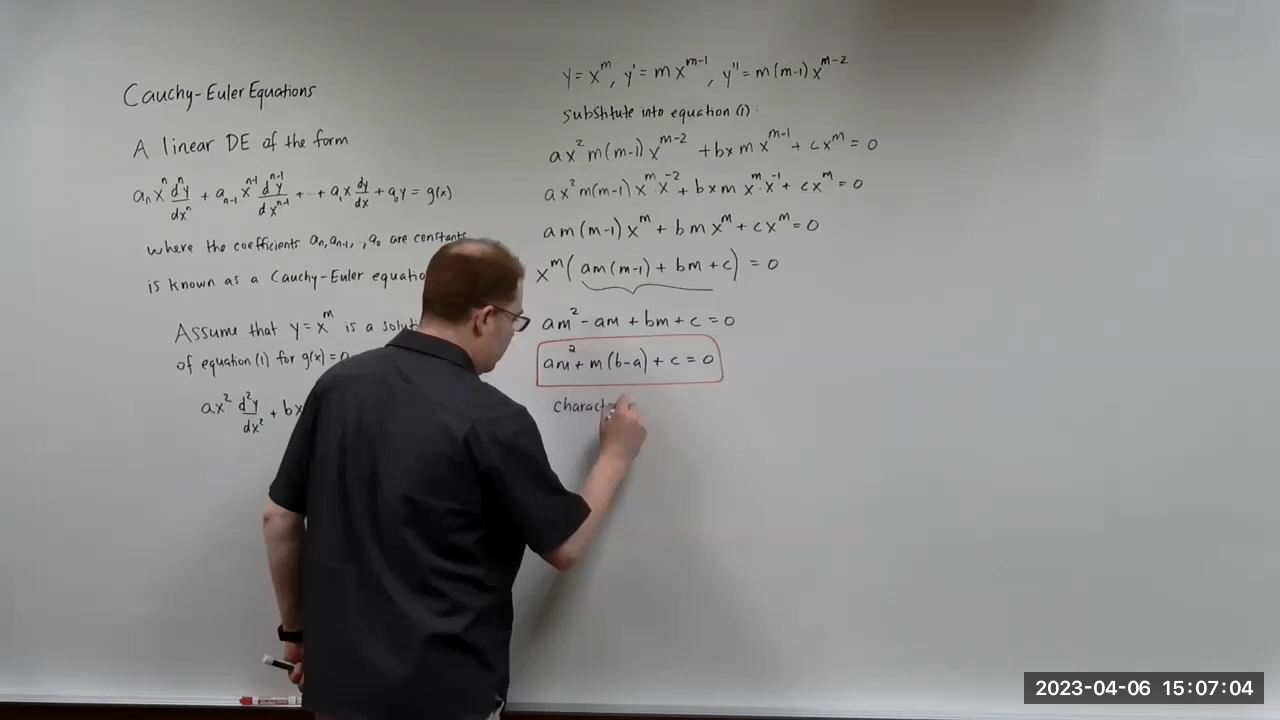 Cauchy-Euler Equations
A linear DE of the form
aₙxⁿ dⁿy/dxⁿ + aₙ₋₁xⁿ⁻¹ dⁿ⁻¹y/dxⁿ⁻¹ + ... + a₁x dy/dx + a₀y = g(x)
where the coefficients aₙ, aₙ₋₁, , a₀ are constants
is known as a Cauchy-Euler
Assume that y = xᵐ is a
of equation (1) for g(x) = 0
ax² d²y/dx² + bx
y = xᵐ, y' = mxᵐ⁻¹, y'' = m(m-1)xᵐ⁻²
substitute into equation (1):
ax²m(m-1)xᵐ⁻² + bxmxᵐ⁻¹ + cxᵐ = 0
ax²m(m-1)xᵐ·x⁻² + bxmxᵐ·x⁻¹ + cxᵐ = 0
am(m-1)xᵐ + bmxᵐ + cxᵐ = 0
xᵐ(am(m-1) + bm + c) = 0
am² - am + bm + c = 0
am² + m(b-a) + c = 0
2023-04-06 15:07:04